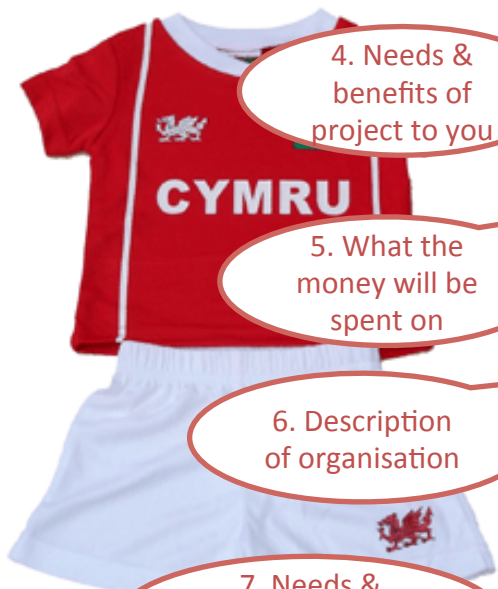 4. Needs &
benefits of
project to you
CYMRU
5. What the
money will be
spent on
6. Description
of organisation
7. Needs &